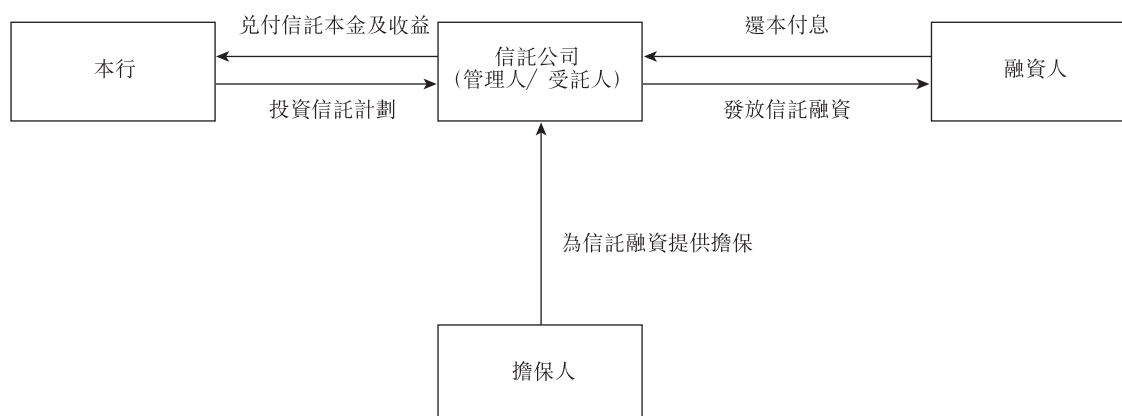 兑付信託本金及收益
還本付息
本行
信託公司
(管理人/ 受託人)
融資人
投資信託計劃
發放信託融資
為信託融資提供擔保
擔保人